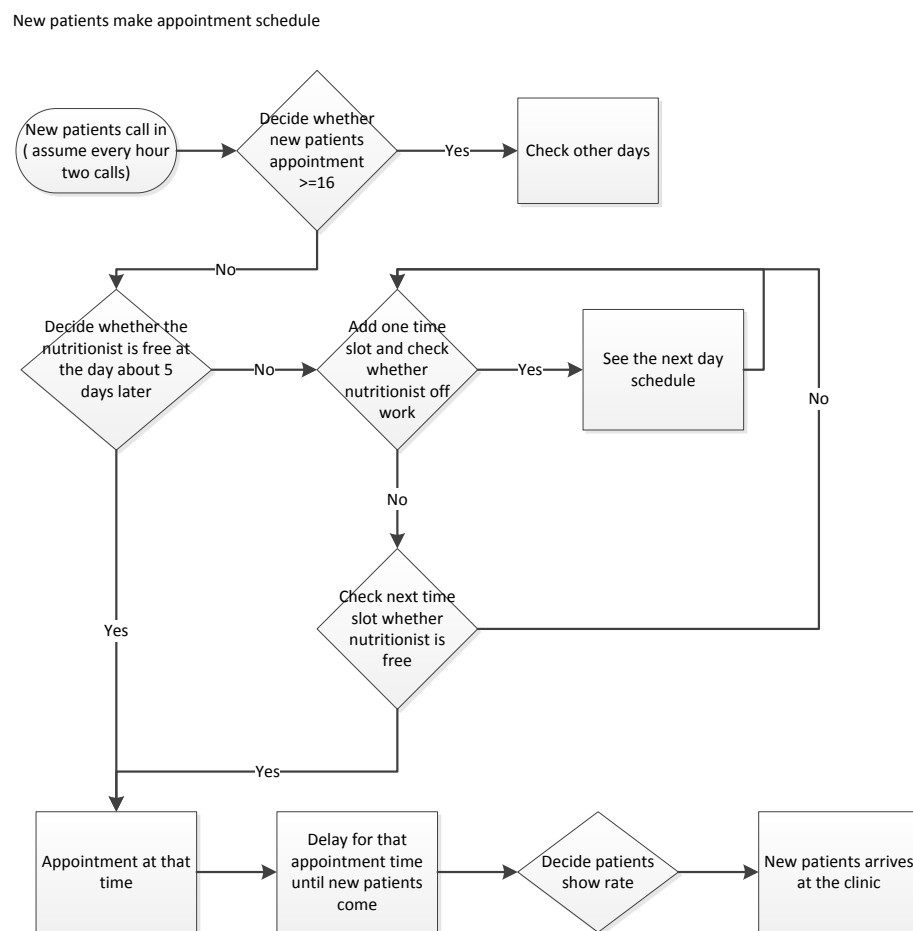 New patients make appointment schedule
New patients call in
( assume every hour
two calls)
Decide whether
new patients
appointment
>=16
Yes
Check other days
No
Decide whether the
nutritionist is free at
the day about 5
days later
No
Add one time
slot and check
whether
nutritionist off
work
Yes
See the next day
schedule
No
No
Check next time
slot whether
nutritionist is
free
Yes
Yes
Appointment at that
time
Delay for that
appointment time
until new patients
come
Decide patients
show rate
New patients arrives
at the clinic